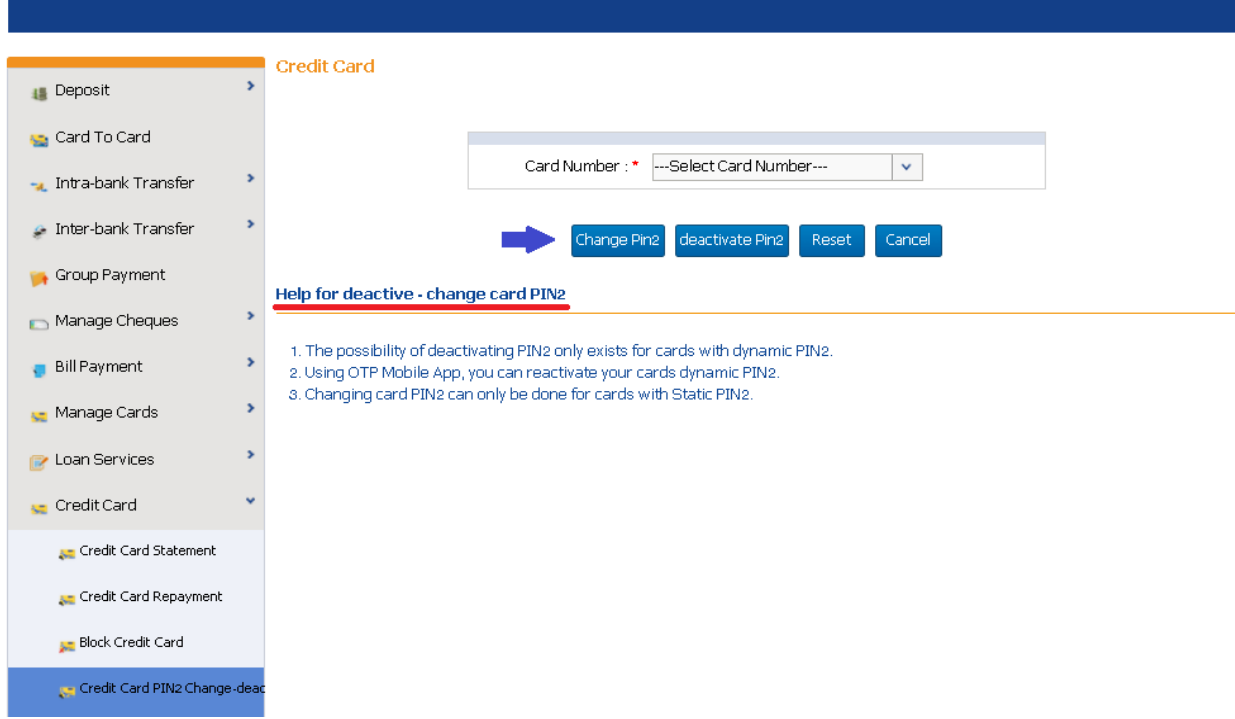 Credit Card
Deposit
Card To Card
Intra-bank Transfer
Inter-bank Transfer
Group Payment
Manage Cheques
Bill Payment
Manage Cards
Loan Services
Credit Card
Credit Card Statement
Credit Card Repayment
Block Credit Card
Credit Card PIN2 Change-deac
Card Number : * ---Select Card Number---
Change Pin2 deactivate Pin2 Reset Cancel
Help for deactive - change card PIN2
1. The possibility of deactivating PIN2 only exists for cards with dynamic PIN2.
2. Using OTP Mobile App, you can reactivate your cards dynamic PIN2.
3. Changing card PIN2 can only be done for cards with Static PIN2.